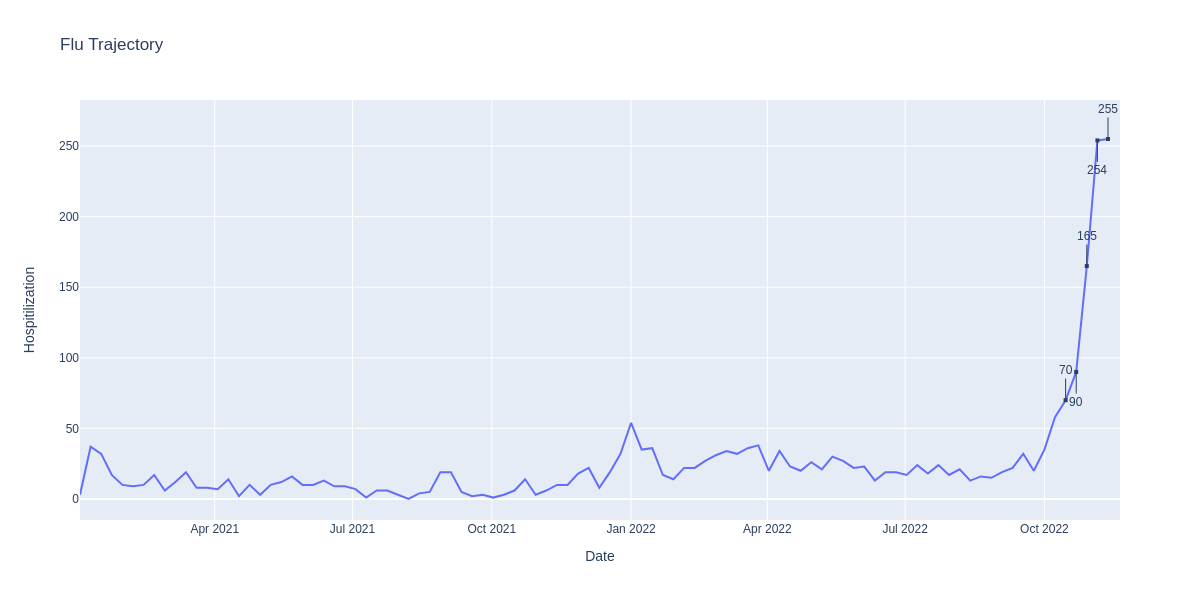 Flu Trajectory
255
250
254
200
165
150
100
70
90
50
0
Hospitilization
Apr 2021
Jul 2021
Oct 2021
Jan 2022
Apr 2022
Jul 2022
Oct 2022
Date